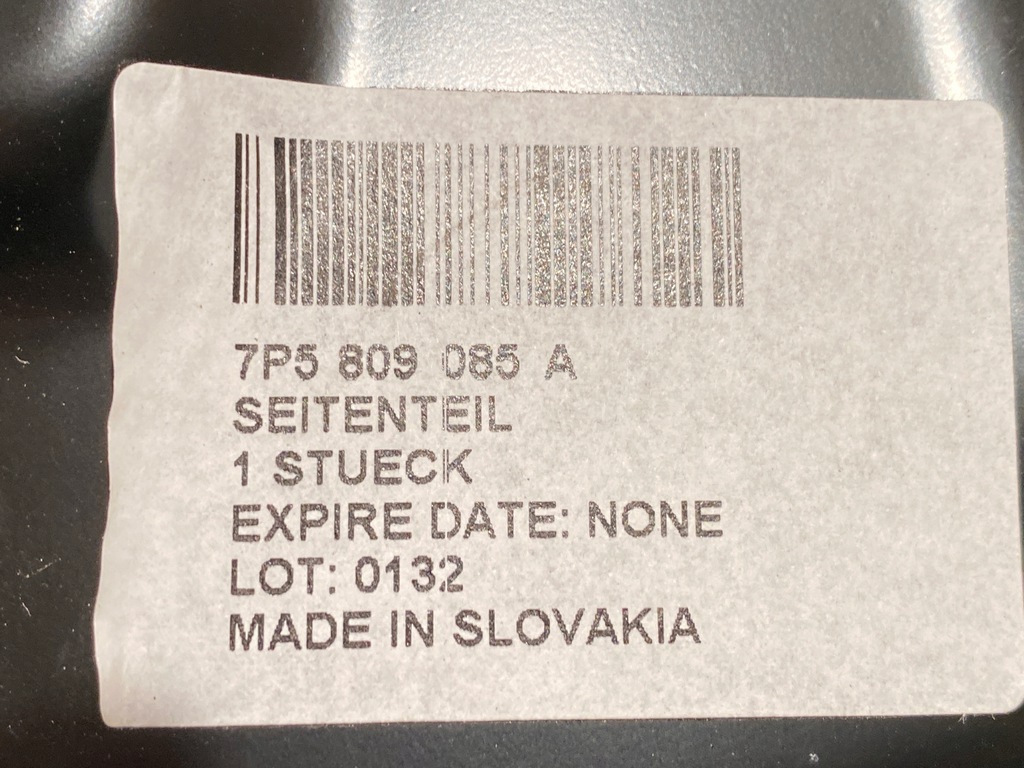 7P5 809 085 A
SEITENTEIL
1 STUECK
EXPIRE DATE: NONE
LOT: 0132
MADE IN SLOVAKIA